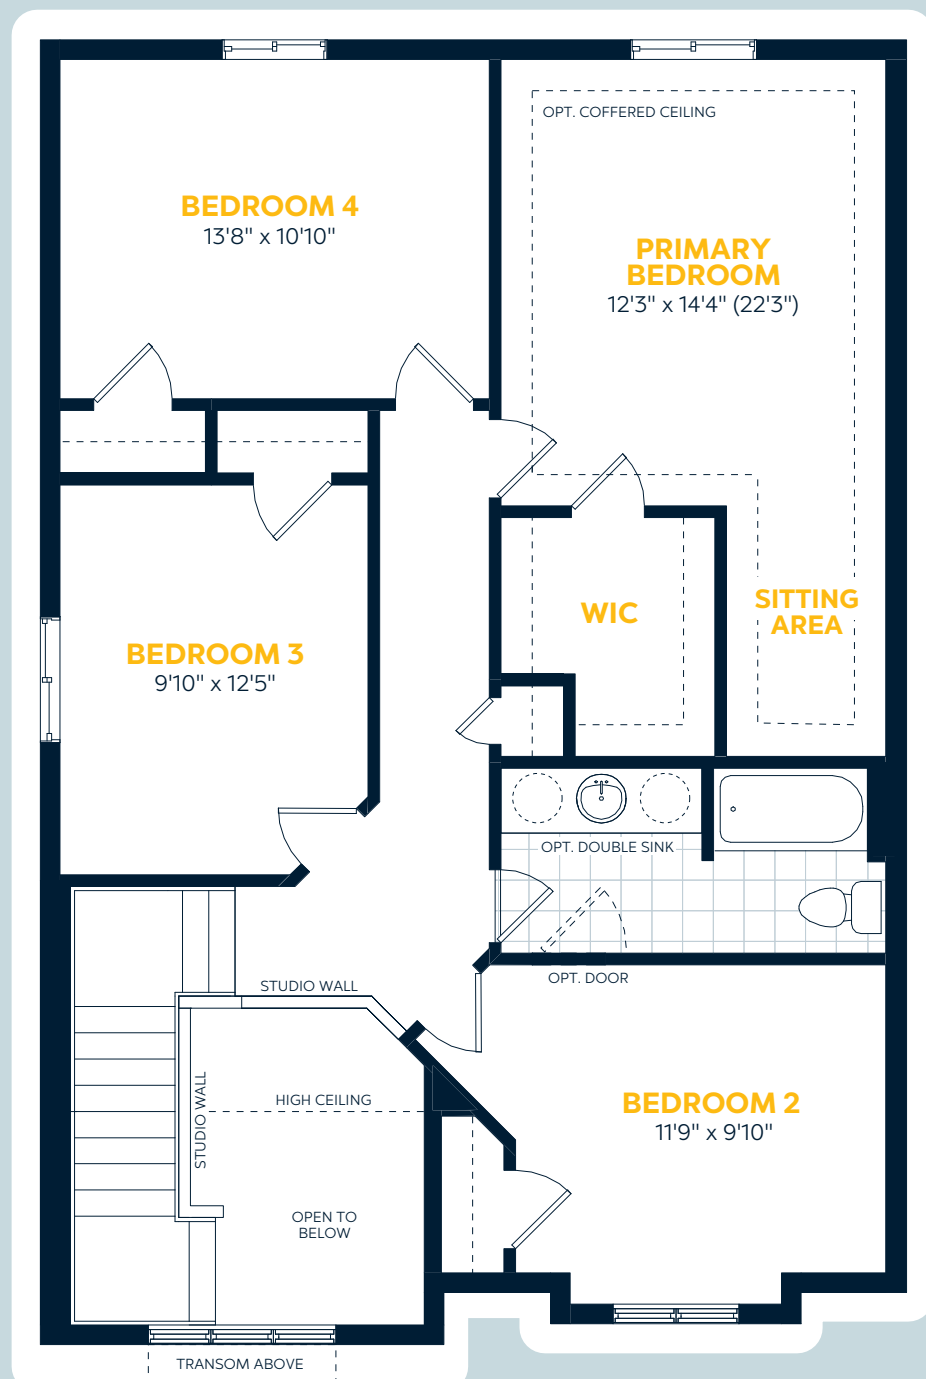 OPT. COFFERED CEILING
BEDROOM 4
13'8" x 10'10"
PRIMARY
BEDROOM
12'3" x 14'4" (22'3")
WIC
SITTING
AREA
BEDROOM 3
9'10" x 12'5"
OPT. DOUBLE SINK
OPT. DOOR
STUDIO WALL
STUDIO WALL
HIGH CEILING
BEDROOM 2
11'9" x 9'10"
OPEN TO
BELOW
TRANSOM ABOVE